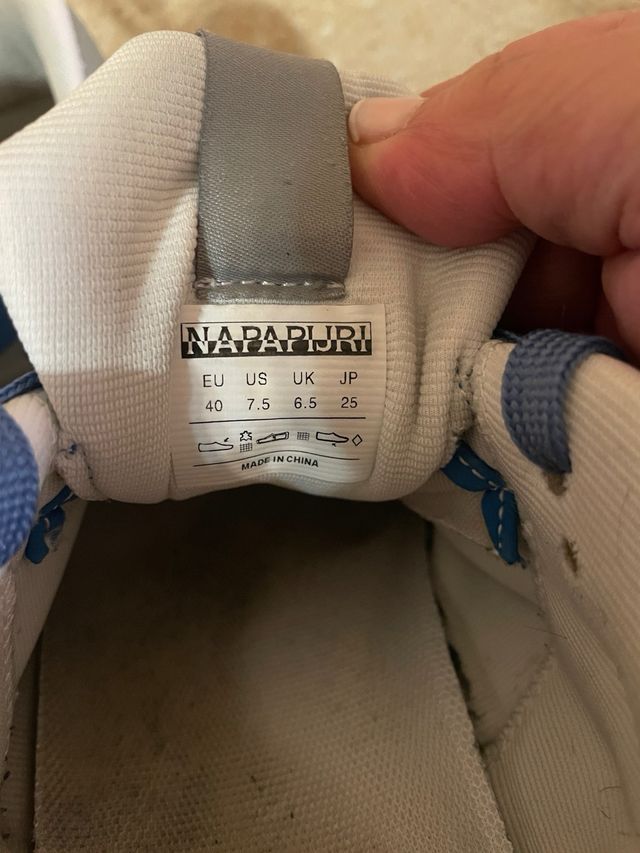 NAPAPIJRI
EU US UK JP
40 7.5 6.5 25
MADE IN CHINA